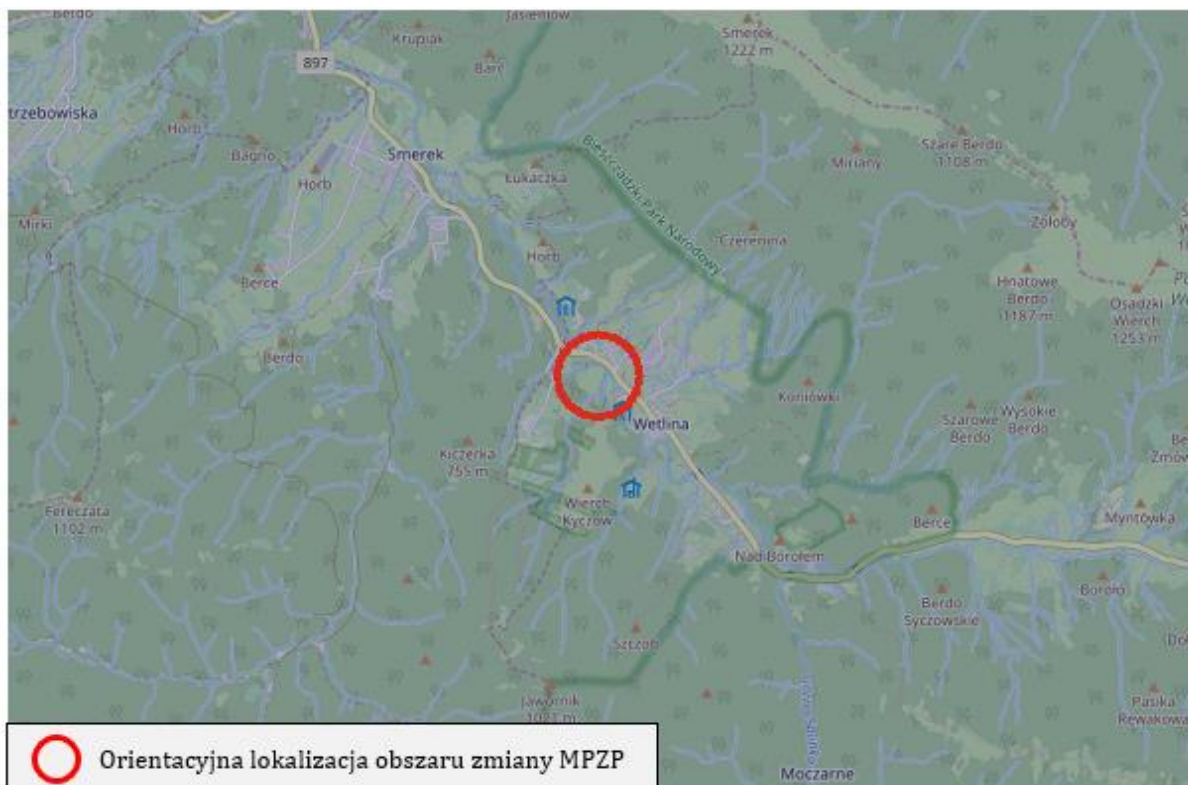 Berdo
Jasieniów
Krupiak
Smerek
1222 m
Barć
897
trzebowiska
Horb
Bagno
Smerek
Horb
Łukaczka
Bieszczadzki Park Narodowy
Miriany
Szare Berdo
1108 m
Mirki
Czerenina
Zołoby
Horb
Berce
Hnatowe
Berdo
1187 m
Osadzki
Wierch
1253 m
Berdo
Koniówki
Wetlina
Szarowe
Berdo
Wysokie
Berdo
Kiczerka
755 m
Fereczata
1102 m
Wierch
Kyczow
Berce
Myntówka
Nad Borołem
Berdo
Syczowskie
Sztzob
Jawornik
1021 m
Pasika
Rewakowa
Moczarne
Orientacyjna lokalizacja obszaru zmiany MPZP